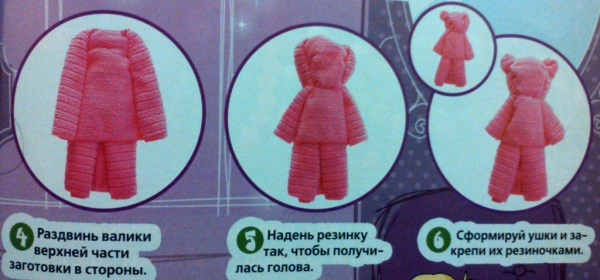 4 Раздвинь валики
верхней части
заготовки в стороны.
5 Надень резинку
так, чтобы получи-
лась голова.
6 Сформируй ушки и за-
крепи их резиночками.